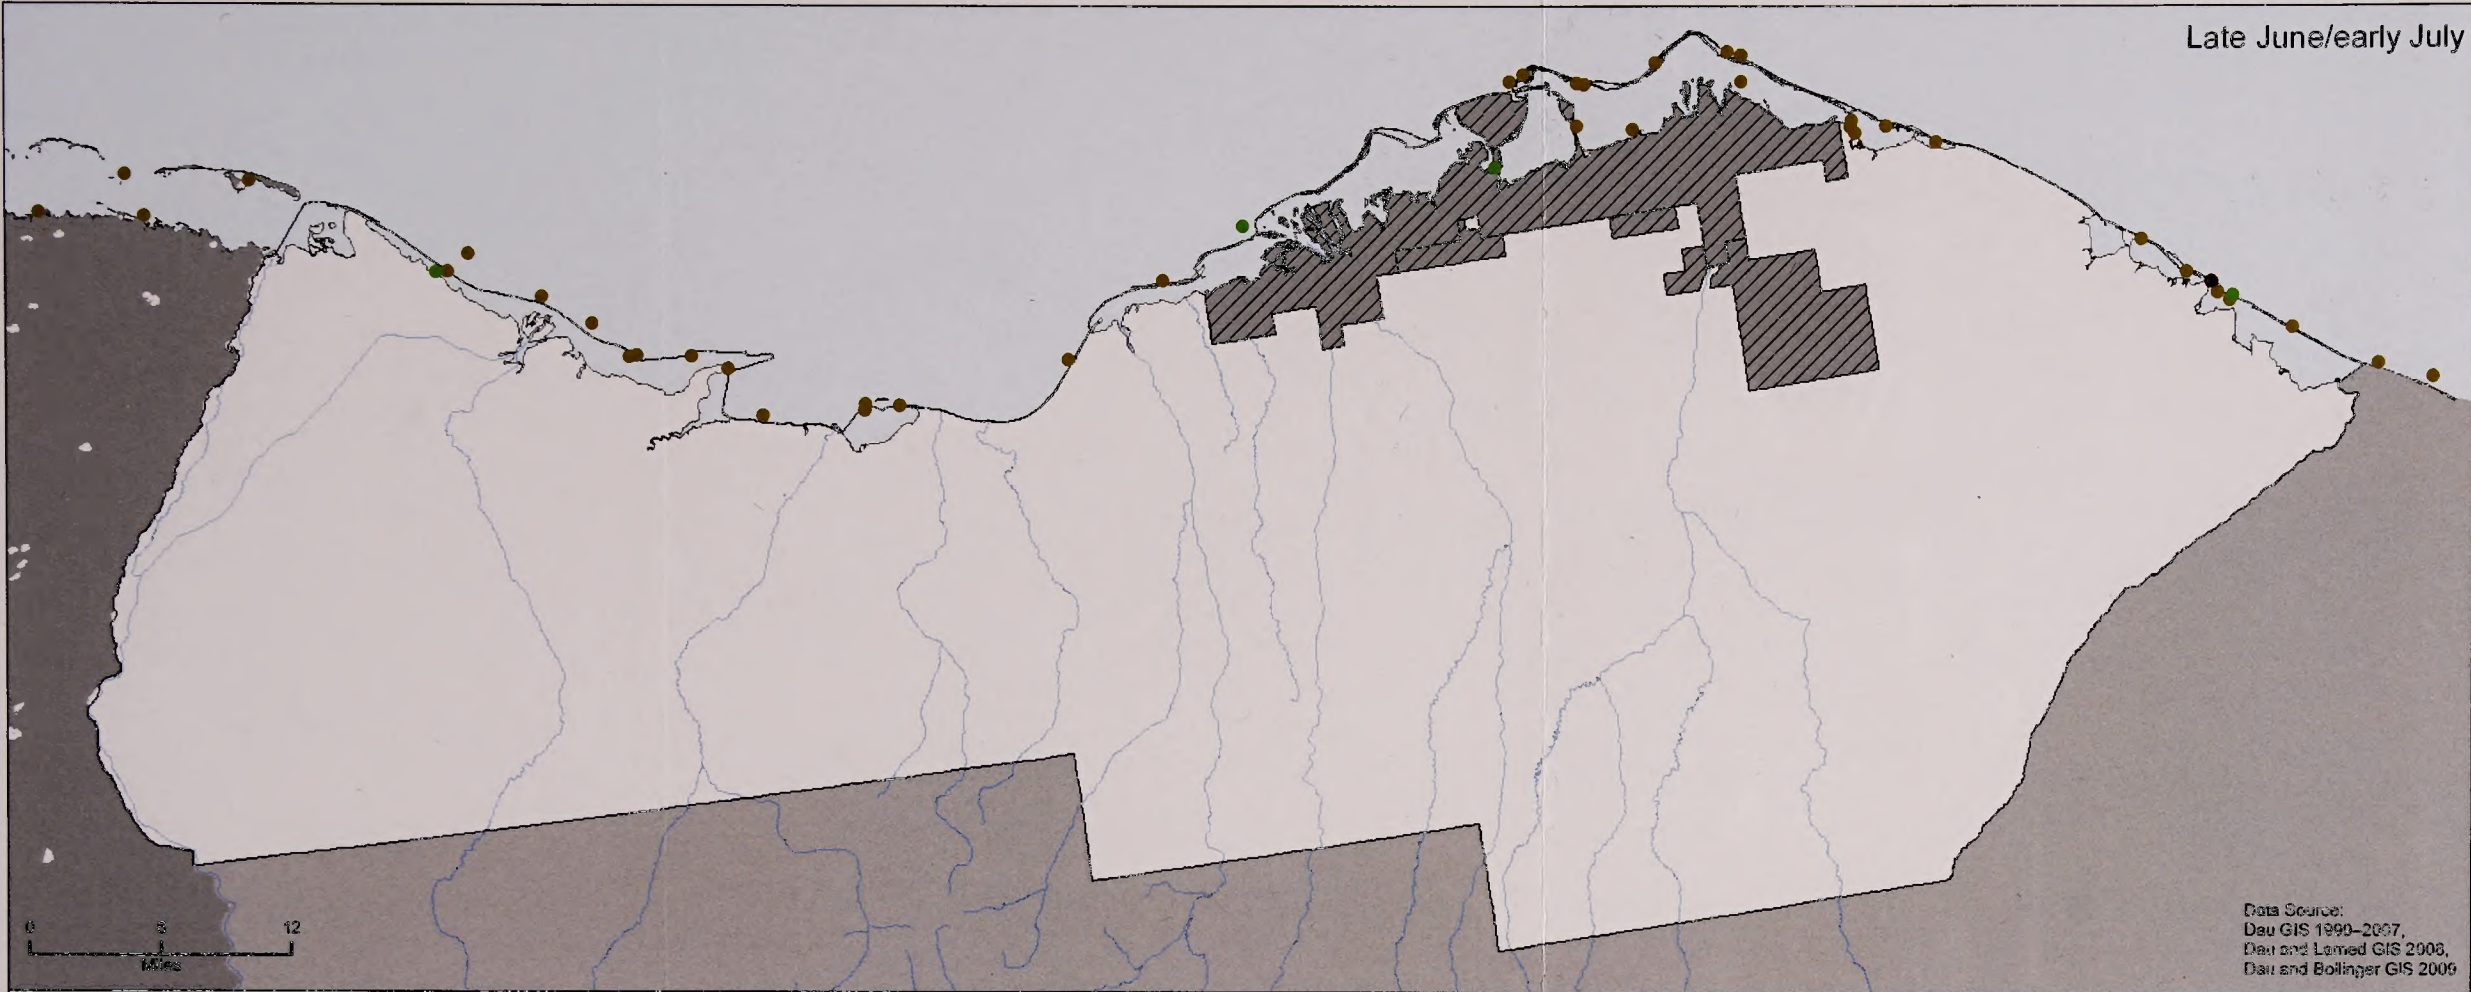 Late June/early July
0 6 12
Miles
Data Source:
Dau GIS 1999–2007,
Dau and Larned GIS 2008,
Dau and Bollinger GIS 2009